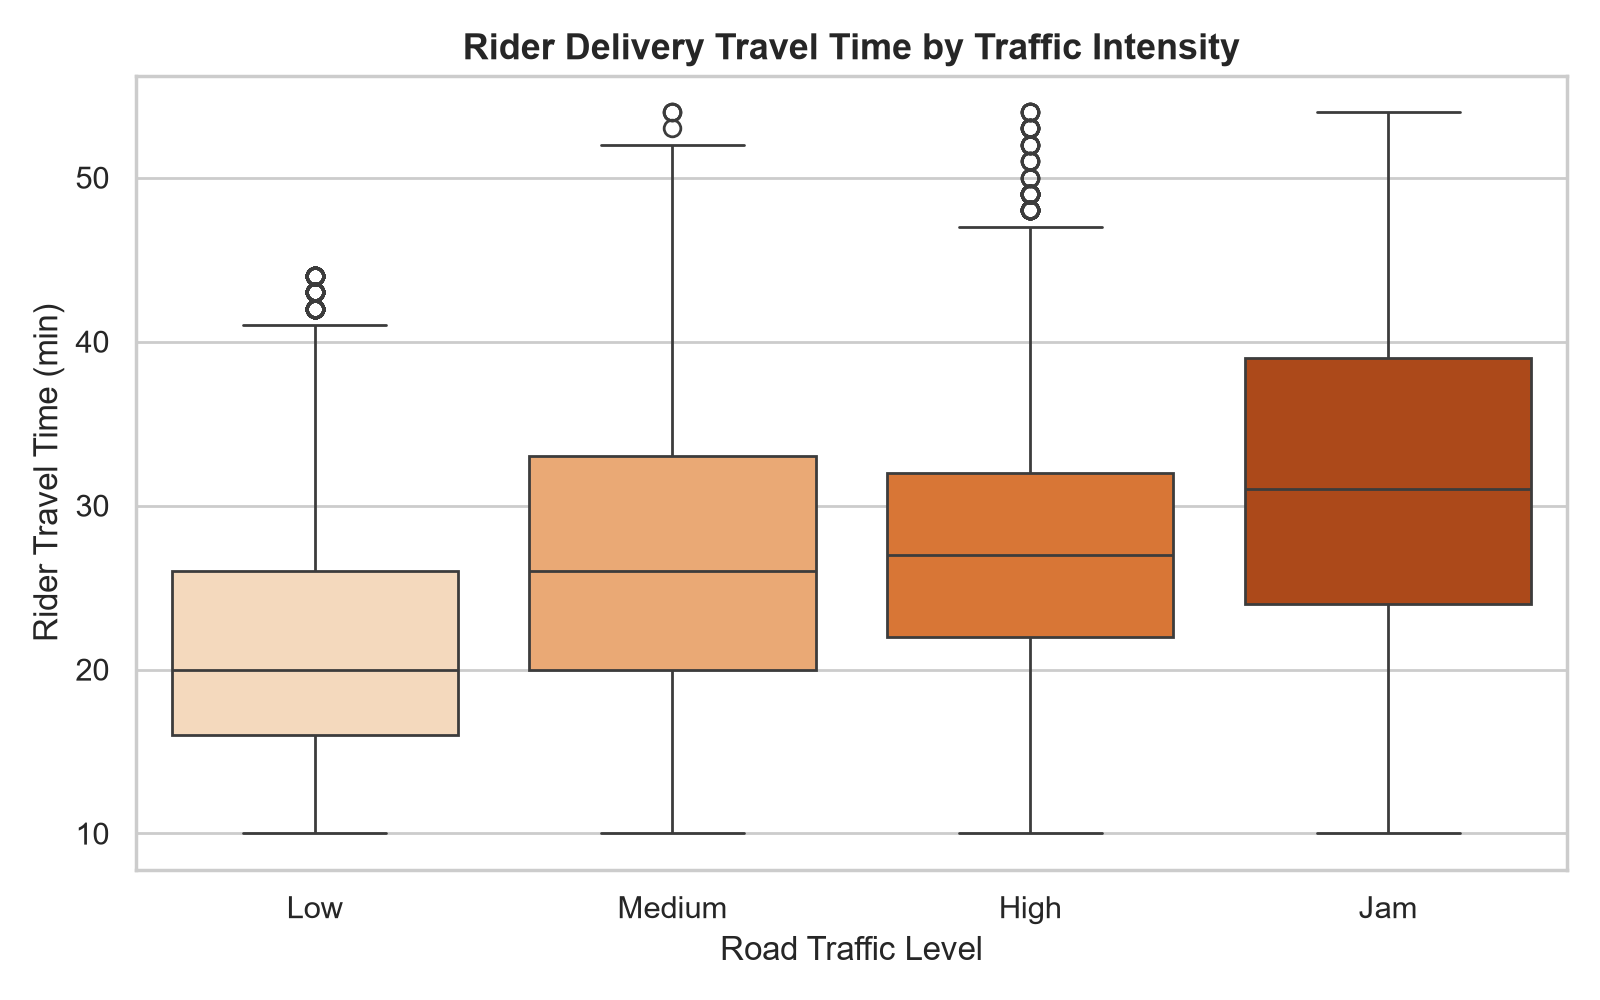 Rider Delivery Travel Time by Traffic Intensity
Rider Travel Time (min)
50
40
30
20
10
Low Medium High Jam
Road Traffic Level